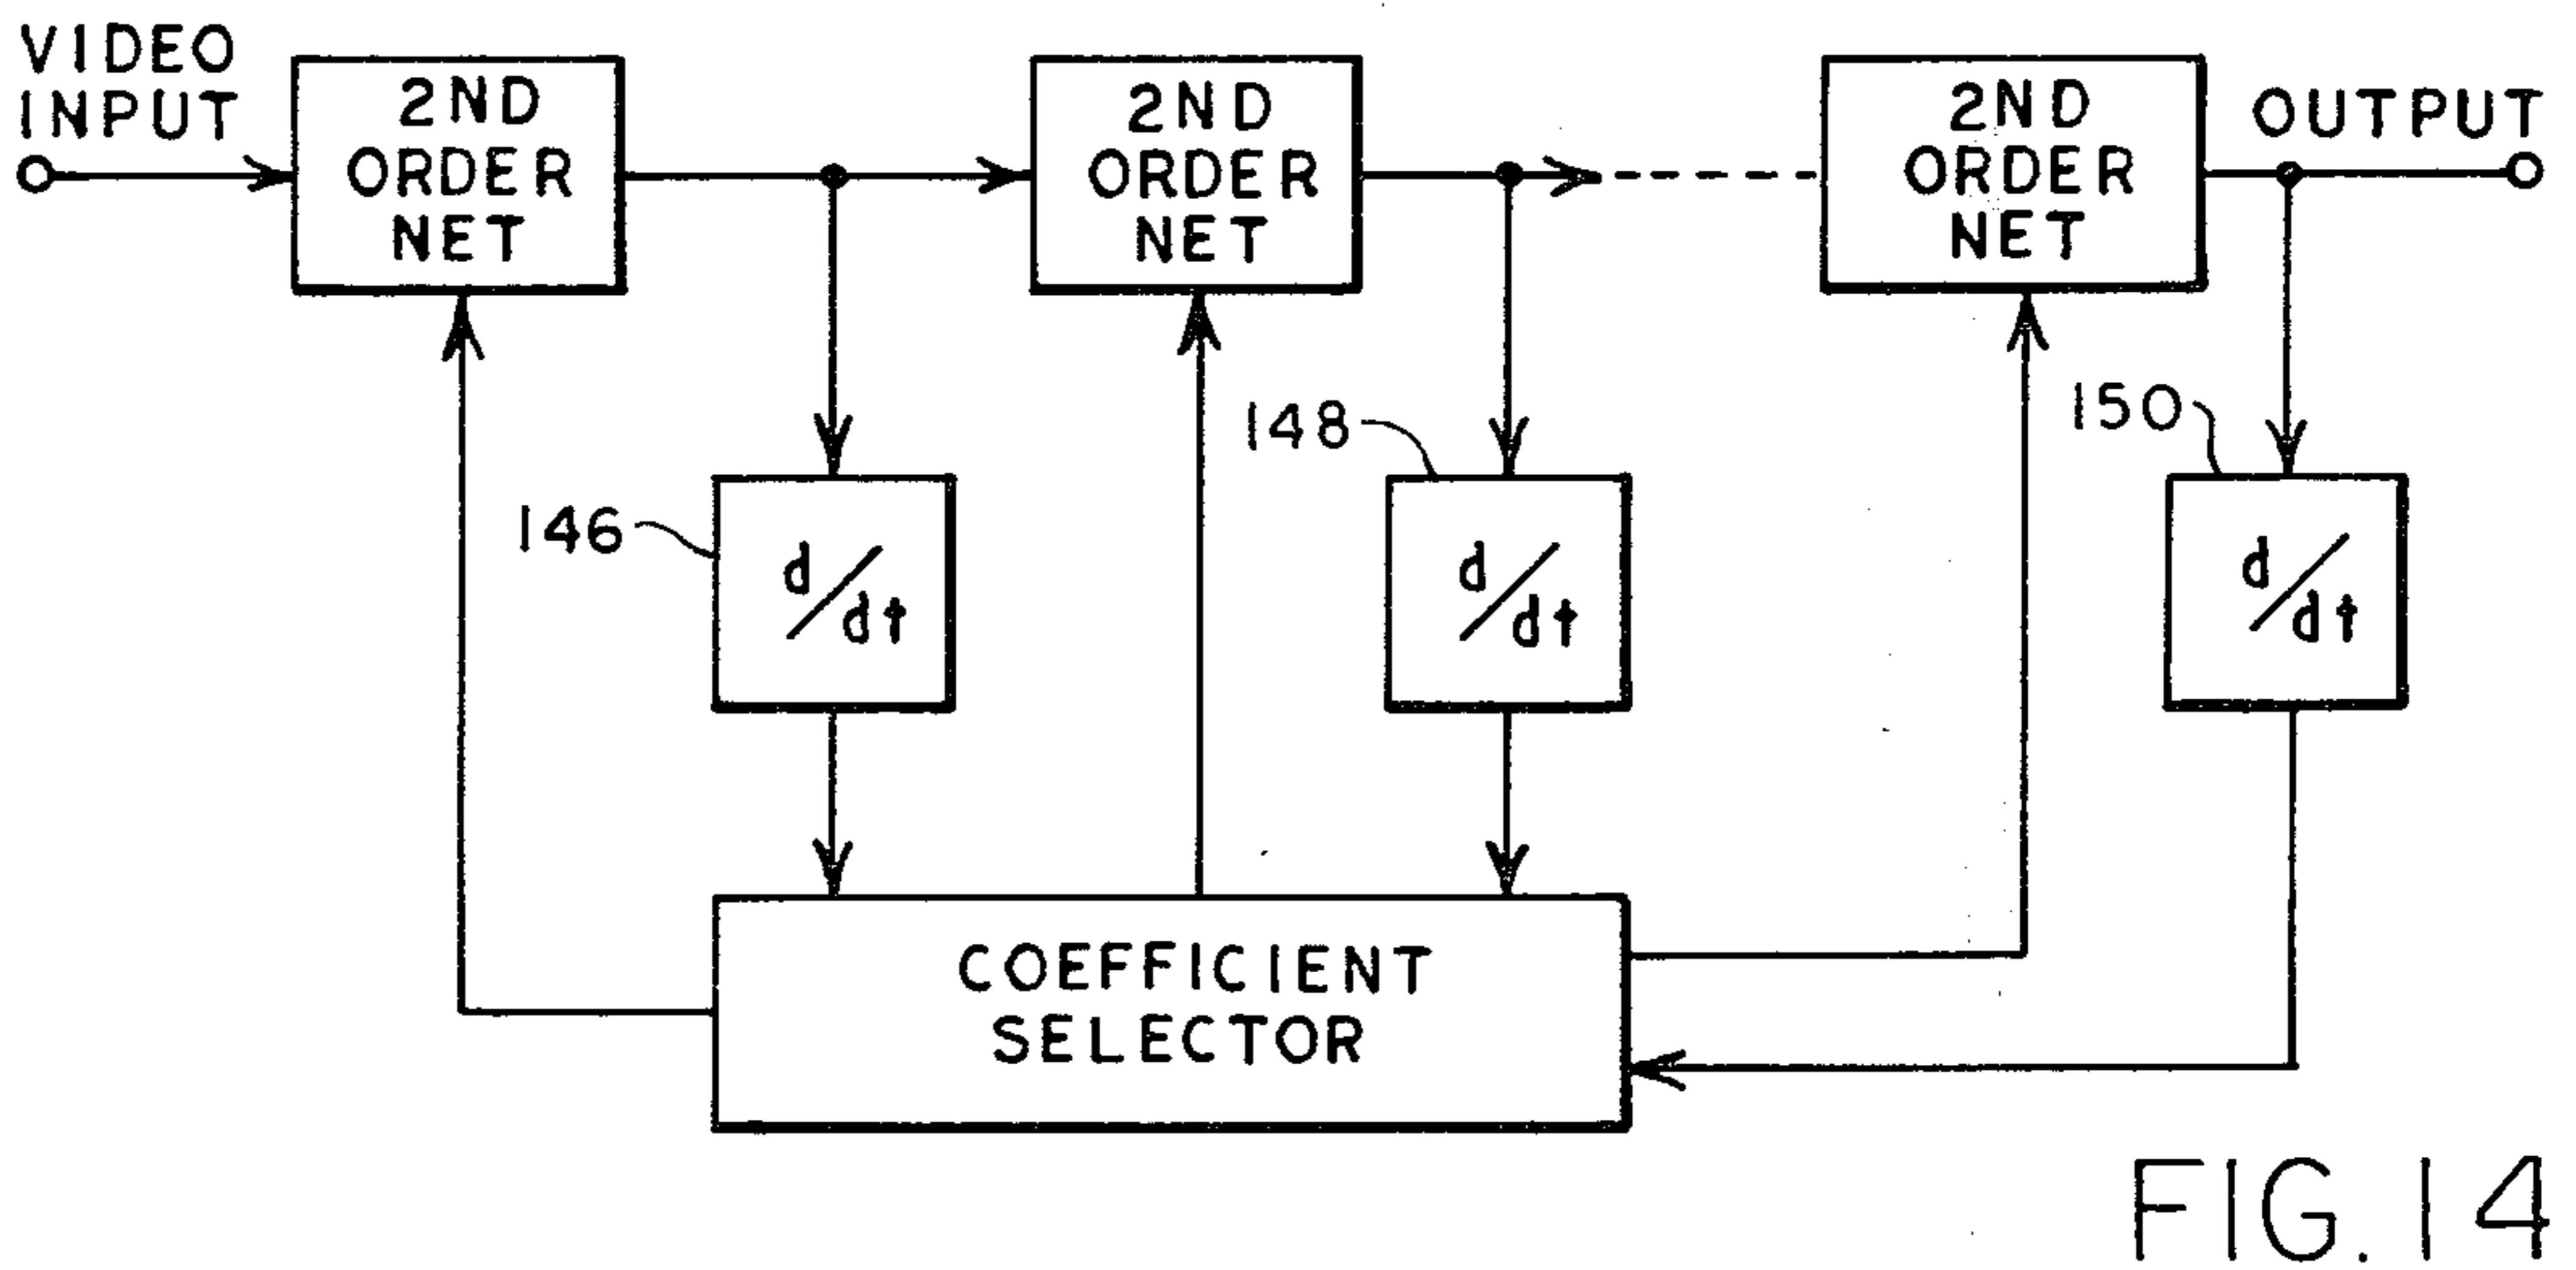 VIDEO
INPUT
2ND
ORDER
NET
2ND
ORDER
NET
2ND
ORDER
NET
OUTPUT
146
d/dt
148
d/dt
150
d/dt
COEFFICIENT
SELECTOR
FIG. 14